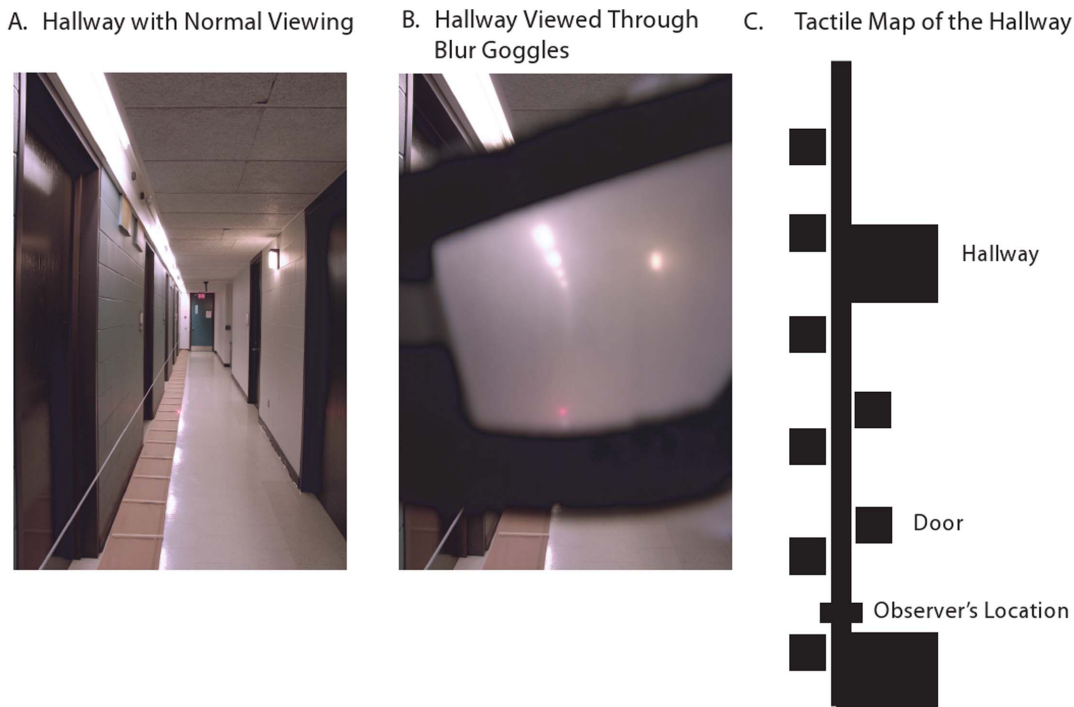 A. Hallway with Normal Viewing
B. Hallway Viewed Through
Blur Goggles
C. Tactile Map of the Hallway
Hallway
Door
Observer's Location